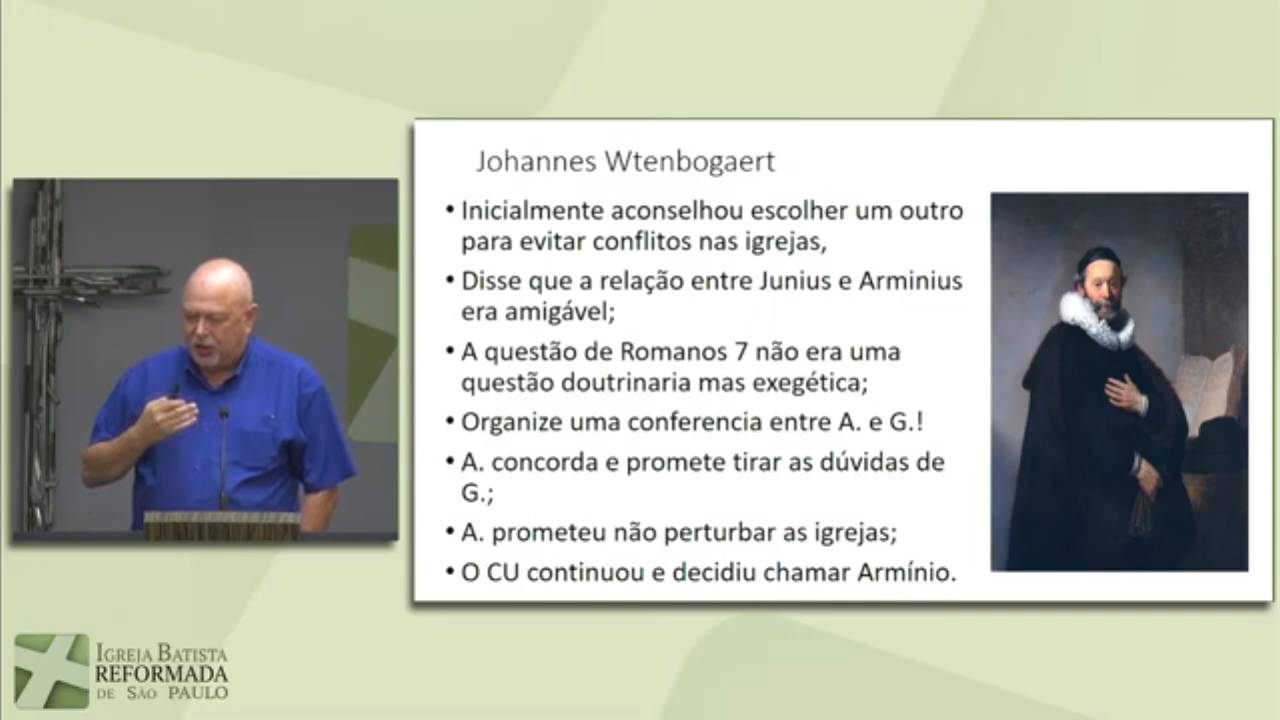 Johannes Wtenbogaert
• Inicialmente aconselhou escolher um outro
para evitar conflitos nas igrejas,
• Disse que a relação entre Junius e Arminius
era amigável;
• A questão de Romanos 7 não era uma
questão doutrinaria mas exegética;
• Organize uma conferencia entre A. e G.!
• A. concorda e promete tirar as dúvidas de
G.;
• A. prometeu não perturbar as igrejas;
• O CU continuou e decidiu chamar Armínio.
IGREJA BATISTA
REFORMADA
DE SÃO PAULO